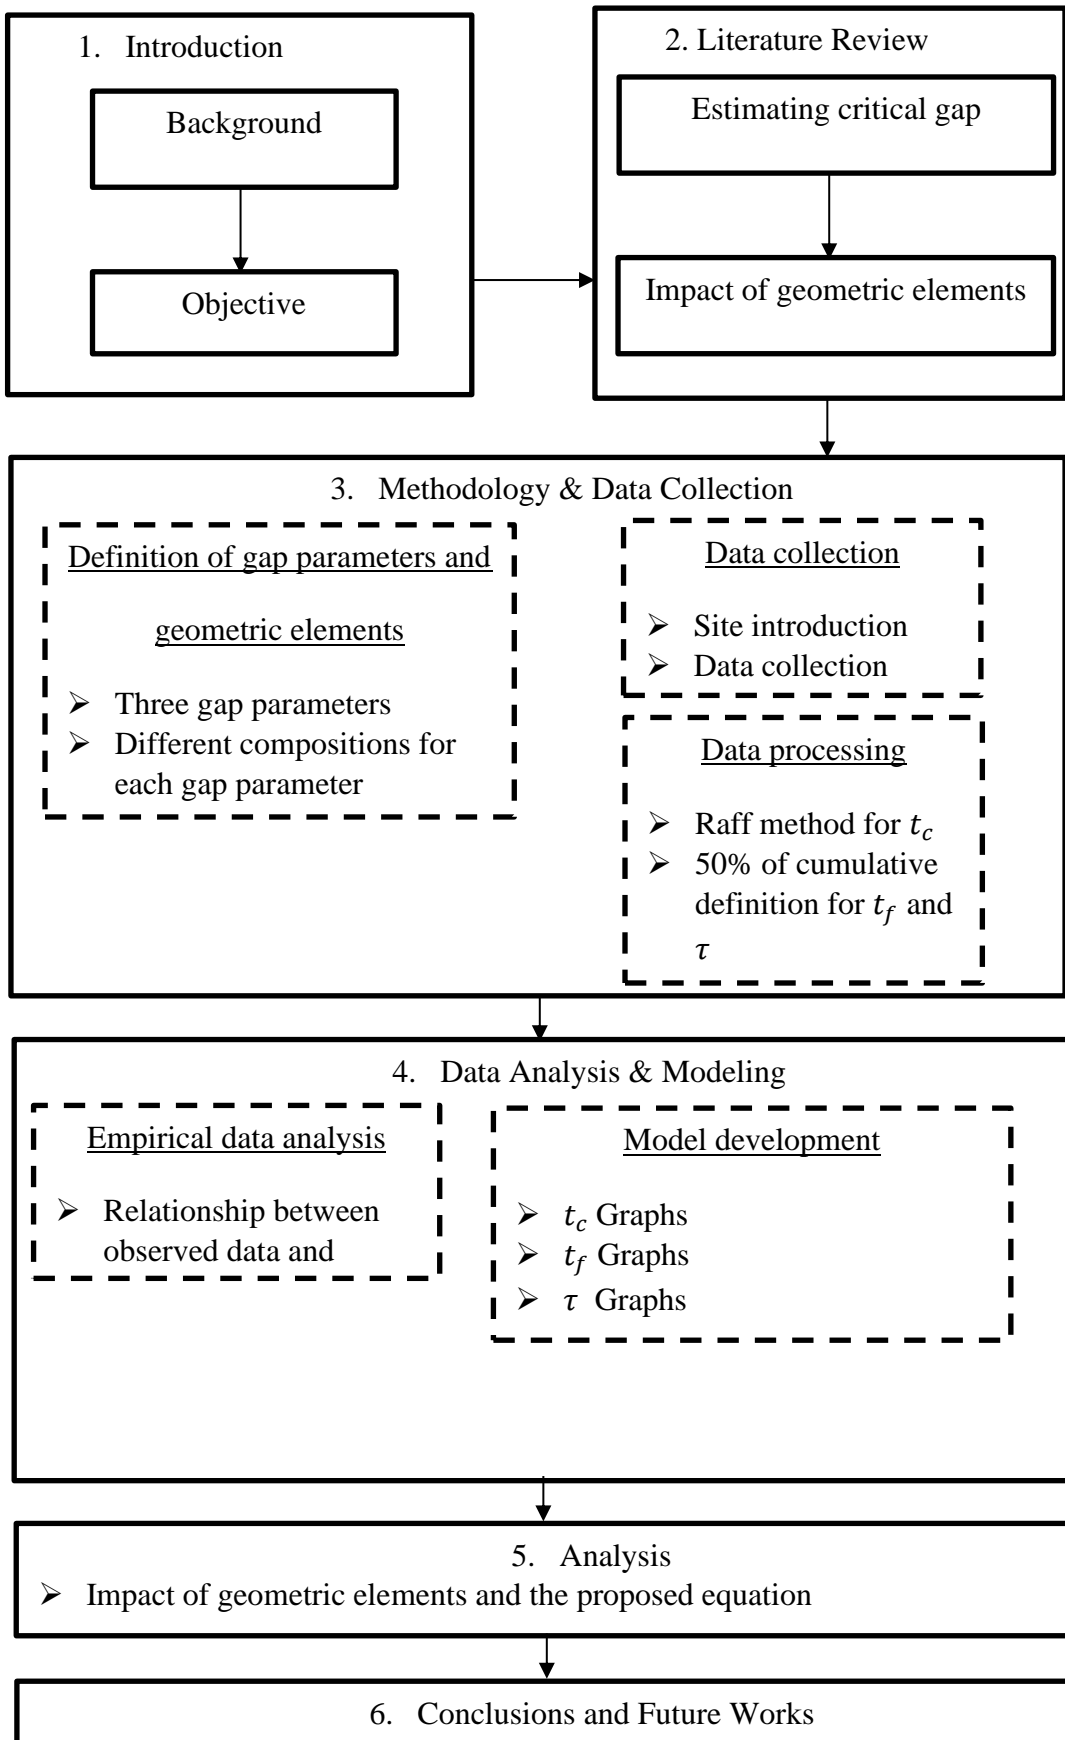 1. Introduction
Background
Objective
2. Literature Review
Estimating critical gap
Impact of geometric elements
3. Methodology & Data Collection
Definition of gap parameters and
geometric elements
➢ Three gap parameters
➢ Different compositions for
each gap parameter
Data collection
➢ Site introduction
➢ Data collection
Data processing
➢ Raff method for t_c
➢ 50% of cumulative
definition for t_f and
τ
4. Data Analysis & Modeling
Empirical data analysis
➢ Relationship between
observed data and
Model development
➢ t_c Graphs
➢ t_f Graphs
➢ τ Graphs
5. Analysis
➢ Impact of geometric elements and the proposed equation
6. Conclusions and Future Works